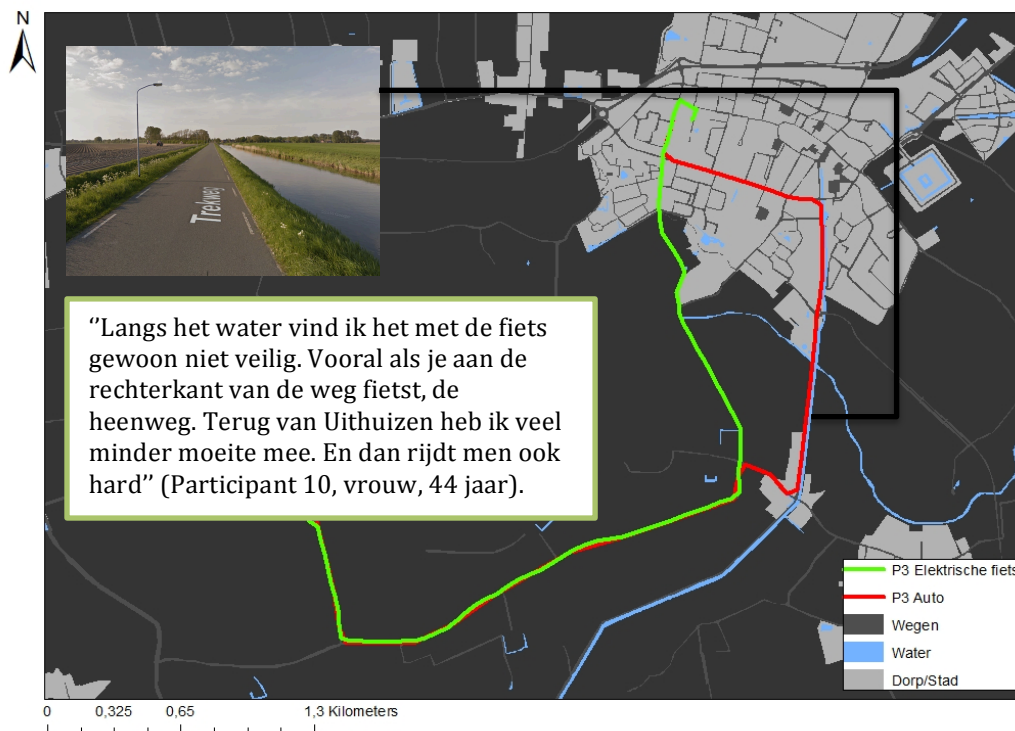 N
Trekweg
‘’Langs het water vind ik het met de fiets
gewoon niet veilig. Vooral als je aan de
rechterkant van de weg fietst, de
heenweg. Terug van Uithuizen heb ik veel
minder moeite mee. En dan rijdt men ook
hard’’ (Participant 10, vrouw, 44 jaar).
P3 Elektrische fiets
P3 Auto
Wegen
Water
Dorp/Stad
0 0,325 0,65 1,3 Kilometers